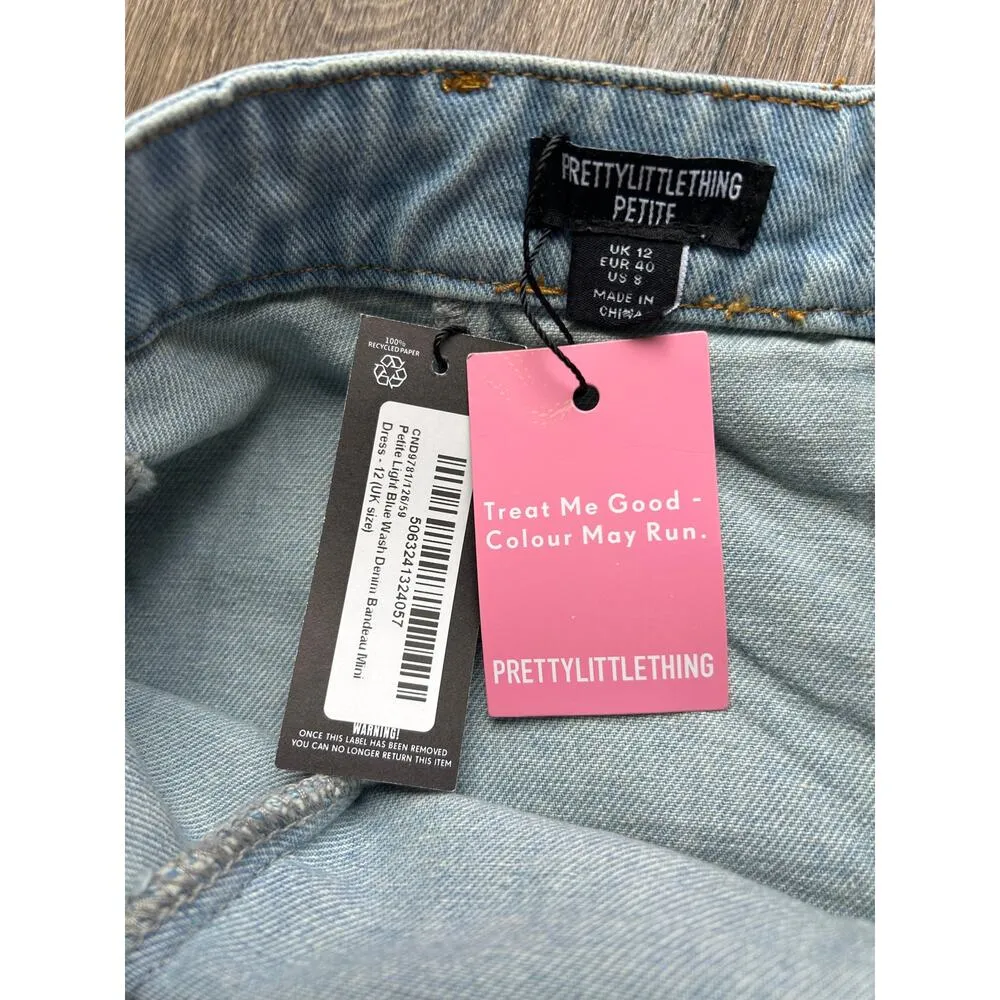 PRETTYLITTLETHING
PETITE
UK 12
EUR 40
US 8
MADE IN
CHINA
100%
RECYCLED PAPER
CND9781/126/59
Petite Light Blue Wash Denim Bandeau Mini
Dress - 12 (UK size)
5063241324057
WARNING!
ONCE THIS LABEL HAS BEEN REMOVED
YOU CAN NO LONGER RETURN THIS ITEM
Treat Me Good -
Colour May Run.
PRETTYLITTLETHING